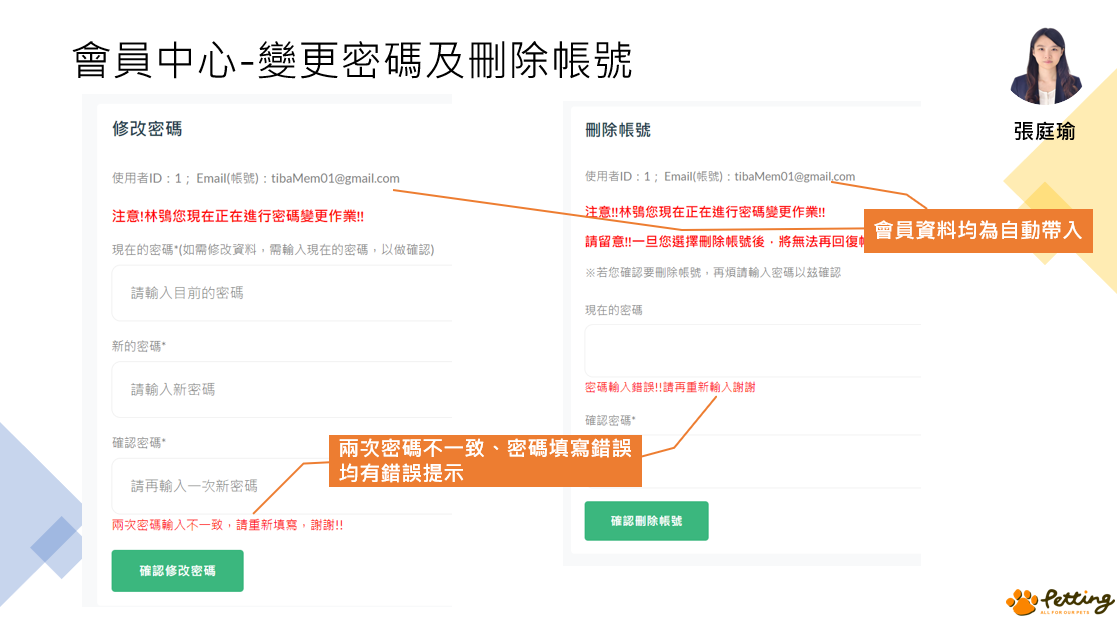 會員中心-變更密碼及刪除帳號
張庭瑜
修改密碼
使用者ID：1； Email(帳號)：tibaMem01@gmail.com
注意!林鴞您現在正在進行密碼變更作業!!
現在的密碼*(如需修改資料，需輸入現在的密碼，以做確認)
請輸入目前的密碼
新的密碼*
請輸入新密碼
確認密碼*
請再輸入一次新密碼
兩次密碼輸入不一致，請重新填寫，謝謝!!
確認修改密碼
刪除帳號
使用者ID：1； Email(帳號)：tibaMem01@gmail.com
注意!!林鴞您現在正在進行密碼變更作業!!
請留意!!一旦您選擇刪除帳號後，將無法再回復
※若您確認要刪除帳號，再煩請輸入密碼以茲確認
現在的密碼
密碼輸入錯誤!!請再重新輸入謝謝
確認密碼*
確認刪除帳號
會員資料均為自動帶入
兩次密碼不一致、密碼填寫錯誤
均有錯誤提示
Petting
ALL FOR OUR PETS